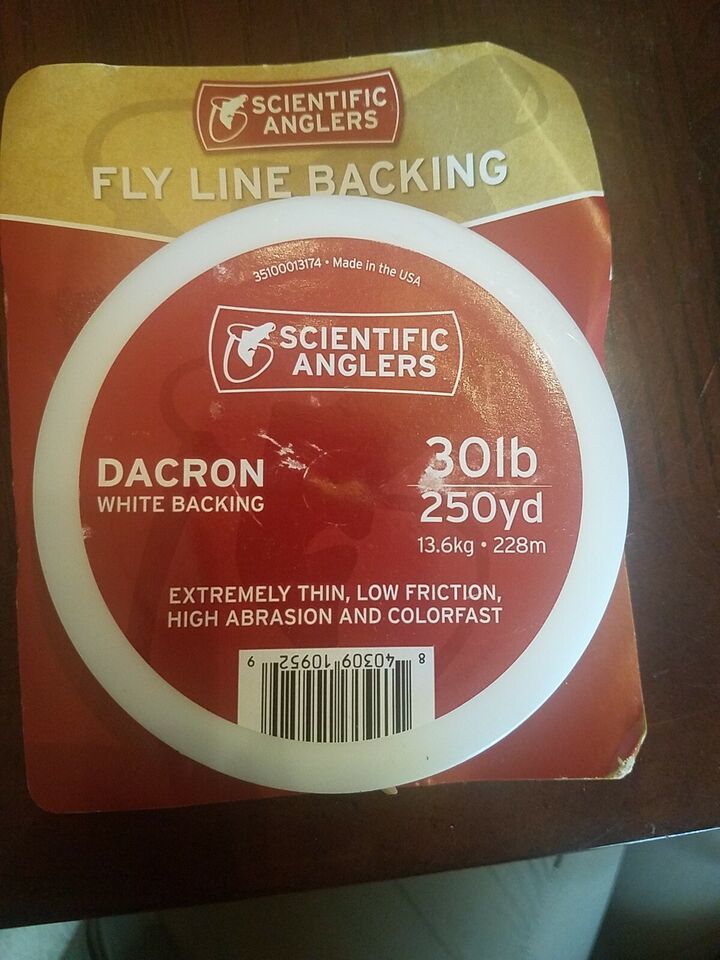 SCIENTIFIC
ANGLERS
FLY LINE BACKING
35100013174 • Made in the USA
SCIENTIFIC
ANGLERS
DACRON
WHITE BACKING
30lb
250yd
13.6kg • 228m
EXTREMELY THIN, LOW FRICTION,
HIGH ABRASION AND COLORFAST
8 40309 10952 9